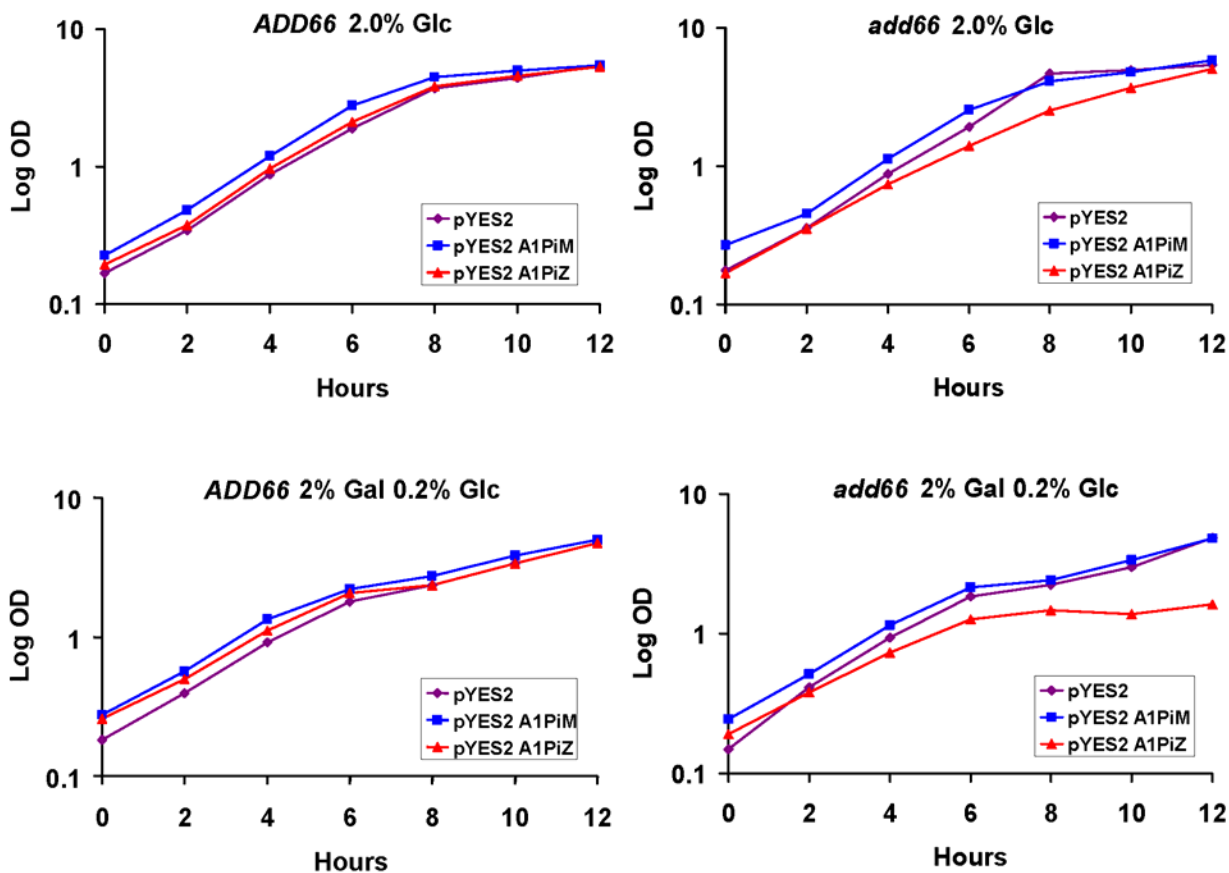 ADD66 2.0% Glc
10
1
0.1
Log OD
pYES2
pYES2 A1PiM
pYES2 A1PiZ
0 2 4 6 8 10 12
Hours
add66 2.0% Glc
10
1
0.1
Log OD
pYES2
pYES2 A1PiM
pYES2 A1PiZ
0 2 4 6 8 10 12
Hours
ADD66 2% Gal 0.2% Glc
10
1
0.1
Log OD
pYES2
pYES2 A1PiM
pYES2 A1PiZ
0 2 4 6 8 10 12
Hours
add66 2% Gal 0.2% Glc
10
1
0.1
Log OD
pYES2
pYES2 A1PiM
pYES2 A1PiZ
0 2 4 6 8 10 12
Hours